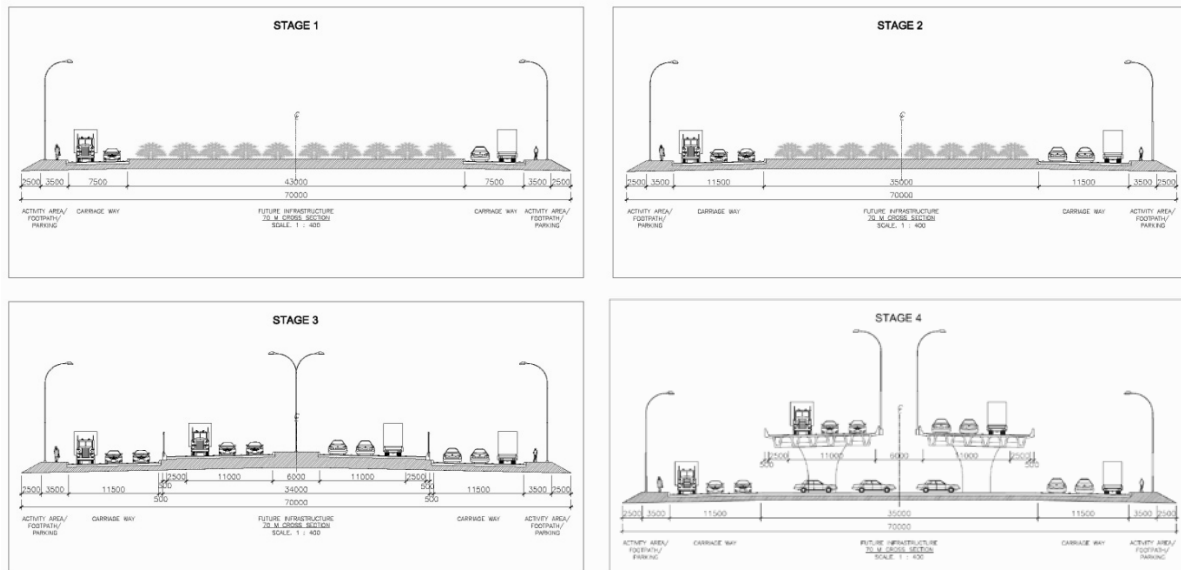 STAGE 1
2500 3500 7500 43000 7500 3500 2500
70000
ACTIVITY AREA/
FOOTPATH/
PARKING
CARRIAGE WAY
FUTURE INFRASTRUCTURE
70 M CROSS SECTION
SCALE. 1 : 400
CARRIAGE WAY
ACTIVITY AREA/
FOOTPATH/
PARKING
STAGE 2
2500 3500 11500 35000 11500 3500 2500
70000
ACTIVITY AREA/
FOOTPATH/
PARKING
CARRIAGE WAY
FUTURE INFRASTRUCTURE
70 M CROSS SECTION
SCALE. 1 : 400
CARRIAGE WAY
ACTIVITY AREA/
FOOTPATH/
PARKING
STAGE 3
2500 11000 6000 11000 2500
500 500
2500 3500 11500 34000 11500 3500 2500
500 500
70000
ACTIVITY AREA/
FOOTPATH/
PARKING
CARRIAGE WAY
FUTURE INFRASTRUCTURE
70 M CROSS SECTION
SCALE. 1 : 400
CARRIAGE WAY
ACTIVITY AREA/
FOOTPATH/
PARKING
STAGE 4
2500 11000 6000 11000 2500
500 500
2500 3500 11500 35000 11500 3500 2500
70000
ACTIVITY AREA/
FOOTPATH/
PARKING
CARRIAGE WAY
FUTURE INFRASTRUCTURE
70 M CROSS SECTION
SCALE. 1 : 400
CARRIAGE WAY
ACTIVITY AREA/
FOOTPATH/
PARKING